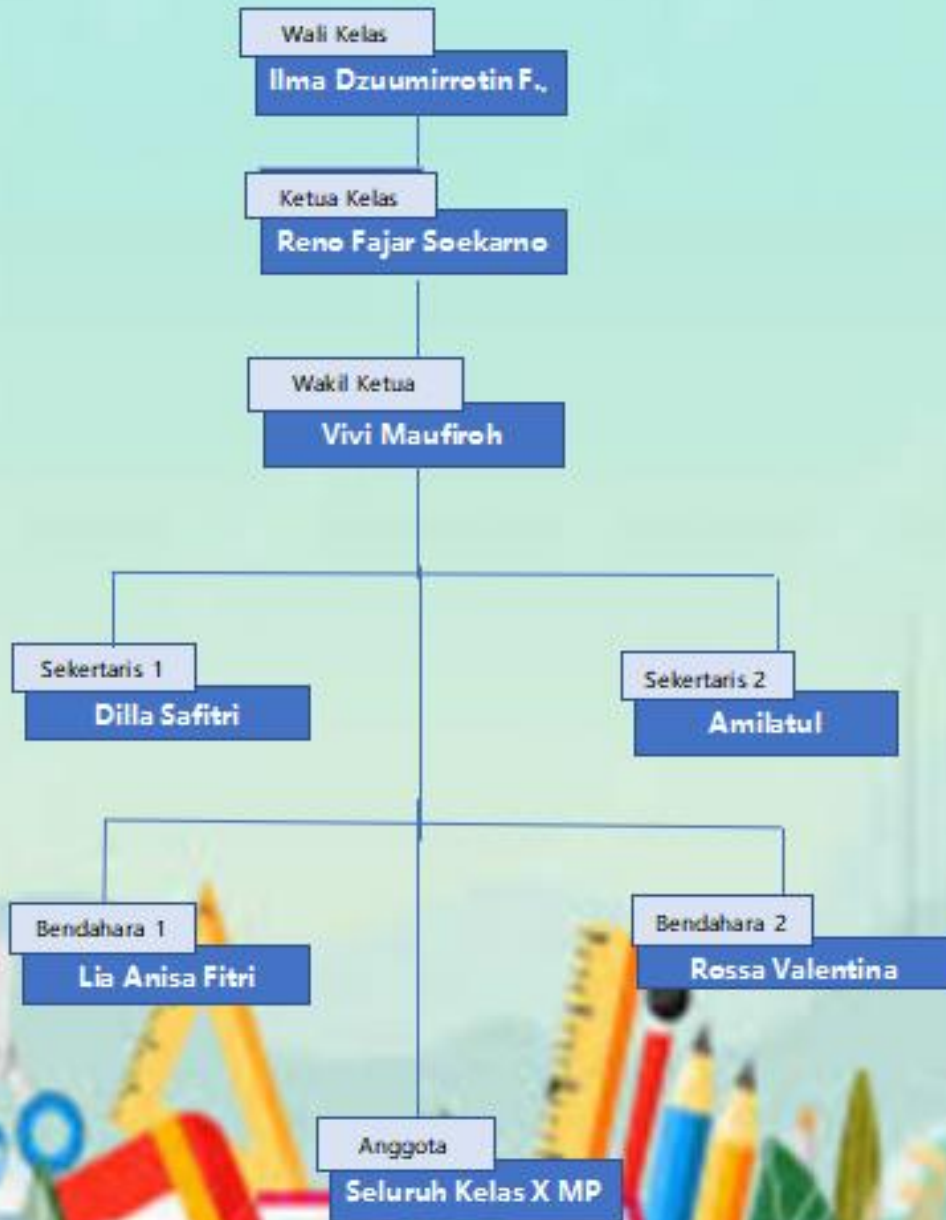 Wali Kelas
Ilma Dzuumirrotin F.,
Ketua Kelas
Reno Fajar Soekarno
Wakil Ketua
Vivi Maufiroh
Sekertaris 1
Dilla Safitri
Sekertaris 2
Amilatul
Bendahara 1
Lia Anisa Fitri
Bendahara 2
Rossa Valentina
Anggota
Seluruh Kelas X MP